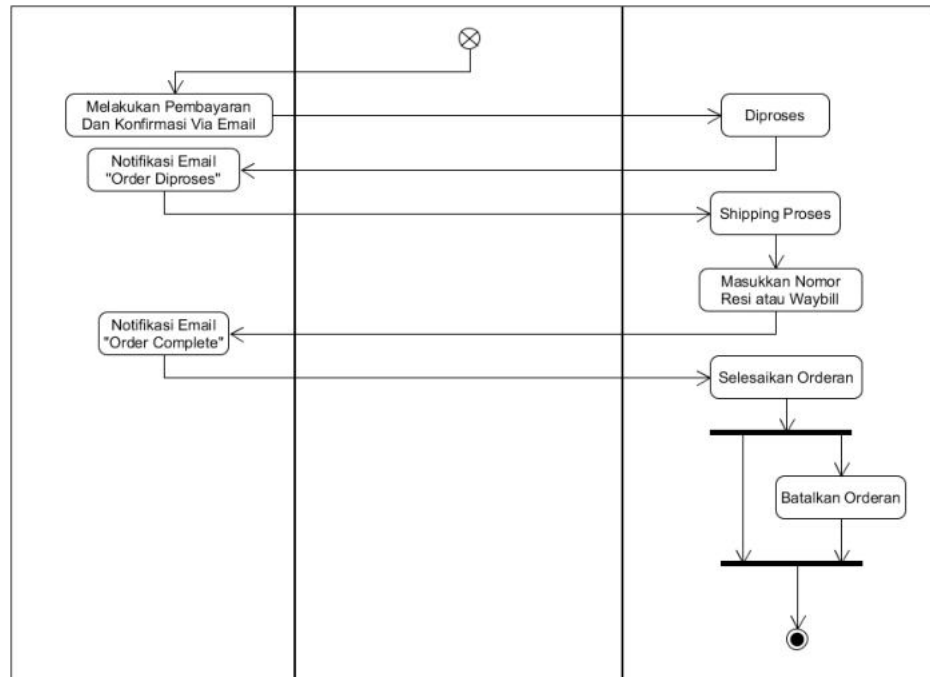 Melakukan Pembayaran
Dan Konfirmasi Via Email
Diproses
Notifikasi Email
"Order Diproses"
Shipping Proses
Masukkan Nomor
Resi atau Waybill
Notifikasi Email
"Order Complete"
Selesaikan Orderan
Batalkan Orderan